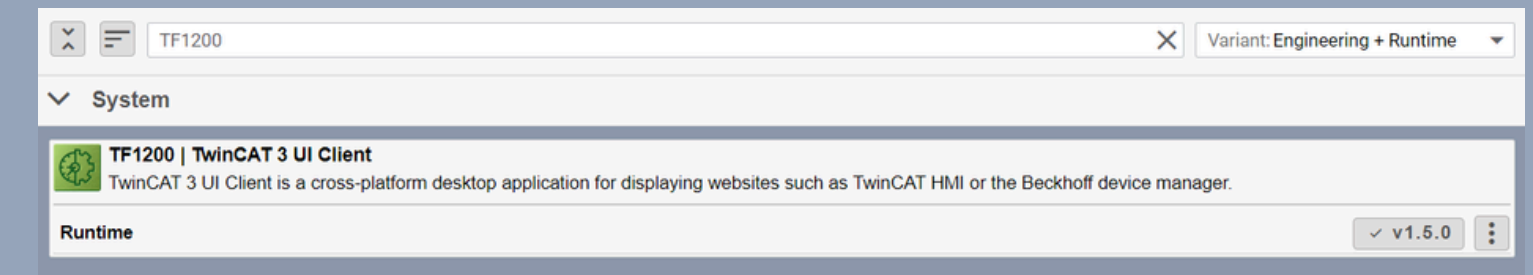 TF1200
Variant: Engineering + Runtime
System
TF1200 | TwinCAT 3 UI Client
TwinCAT 3 UI Client is a cross-platform desktop application for displaying websites such as TwinCAT HMI or the Beckhoff device manager.
Runtime
v1.5.0